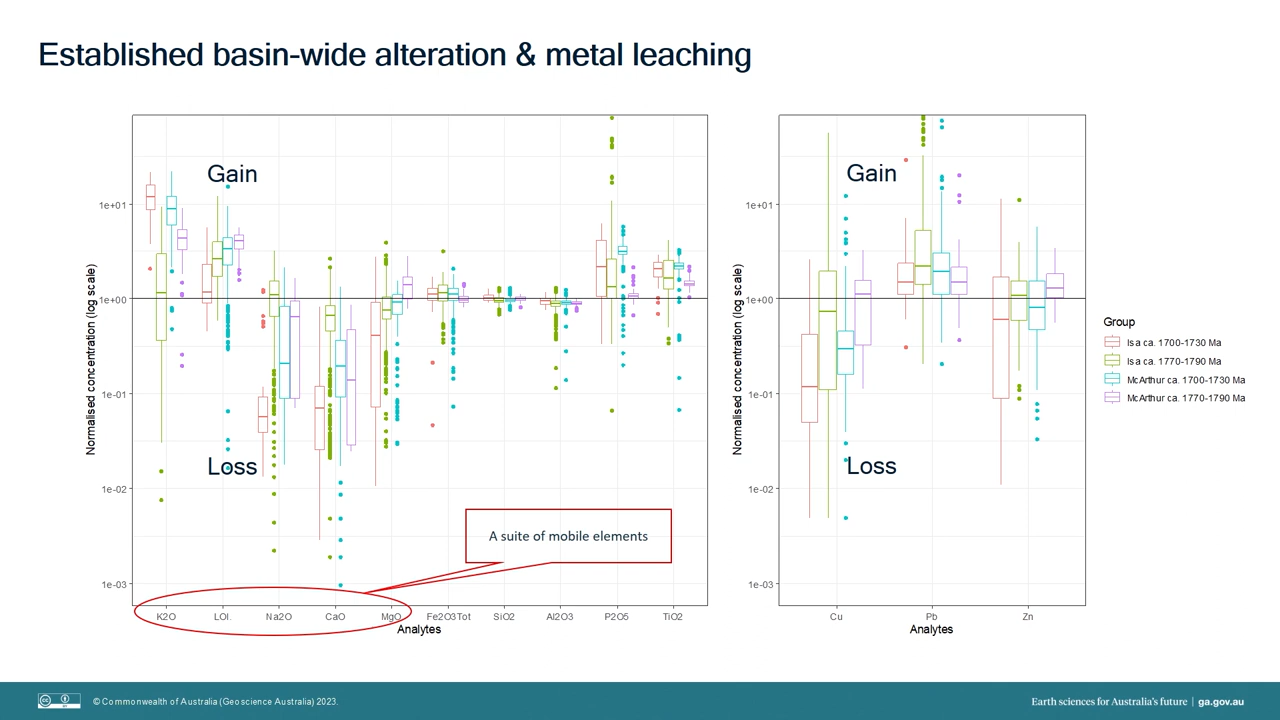 Established basin-wide alteration & metal leaching
Normalised concentration (log scale)
1e+01
1e+00
1e-01
1e-02
1e-03
Gain
Loss
A suite of mobile elements
K2O LOI. Na2O CaO MgO Fe2O3Tot SiO2 Al2O3 P2O5 TiO2
Analytes
Normalised concentration (log scale)
1e+01
1e+00
1e-01
1e-02
1e-03
Gain
Loss
Cu Pb Zn
Analytes
Group
Isa ca. 1700-1730 Ma
Isa ca. 1770-1790 Ma
McArthur ca. 1700-1730 Ma
McArthur ca. 1770-1790 Ma
© Commonwealth of Australia (Geoscience Australia) 2023.
Earth sciences for Australia's future | ga.gov.au